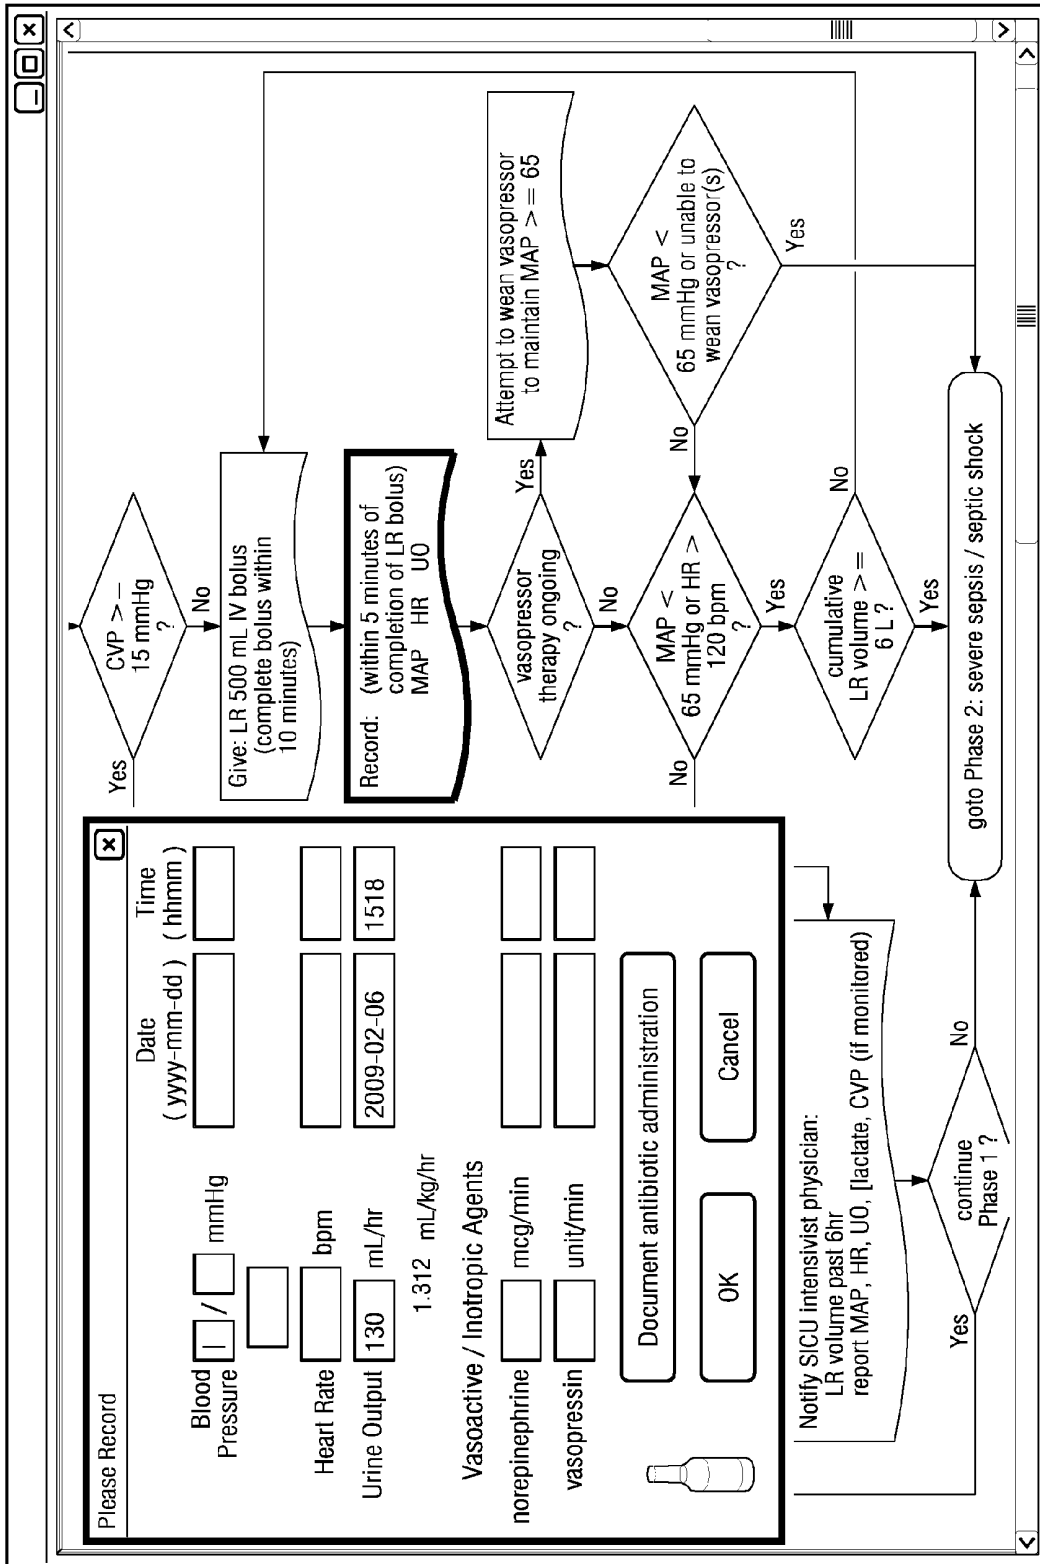 Please Record
Date
(yyyy-mm-dd)
Time
(hhmm)
Blood
Pressure
| / mmHg
Heart Rate bpm
Urine Output 130 mL/hr 2009-02-06 1518
1.312 mL/kg/hr
Vasoactive / Inotropic Agents
norepinephrine mcg/min
vasopressin unit/min
Document antibiotic administration
OK
Cancel
Notify SICU intensivist physician:
LR volume past 6hr
report MAP, HR, UO, [lactate, CVP (if monitored)
continue
Phase 1 ?
Yes
No
CVP >–
15 mmHg
?
Yes
No
Give: LR 500 mL IV bolus
(complete bolus within
10 minutes)
Record: (within 5 minutes of
completion of LR bolus)
MAP HR UO
vasopressor
therapy ongoing
?
Yes
No
Attempt to wean vasopressor
to maintain MAP >= 65
MAP <
65 mmHg or unable to
wean vasopressor(s)
?
No
Yes
MAP <
65 mmHg or HR >
120 bpm
?
No
Yes
cumulative
LR volume >=
6 L ?
No
Yes
goto Phase 2: severe sepsis / septic shock